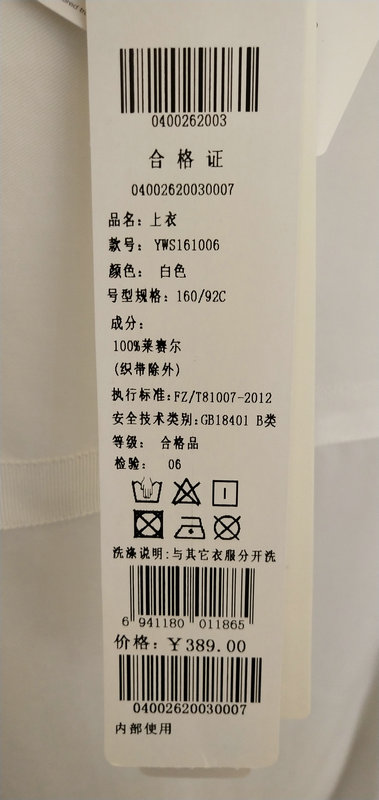 0400262003
合格证
04002620030007
品名: 上衣
款号: YWS161006
颜色: 白色
号型规格: 160/92C
成分:
100%莱赛尔
(织带除外)
执行标准:FZ/T81007-2012
安全技术类别:GB18401 B类
等级: 合格品
检验: 06
洗涤说明:与其它衣服分开洗
6 941180 011865
价格: ￥389.00
04002620030007
内部使用